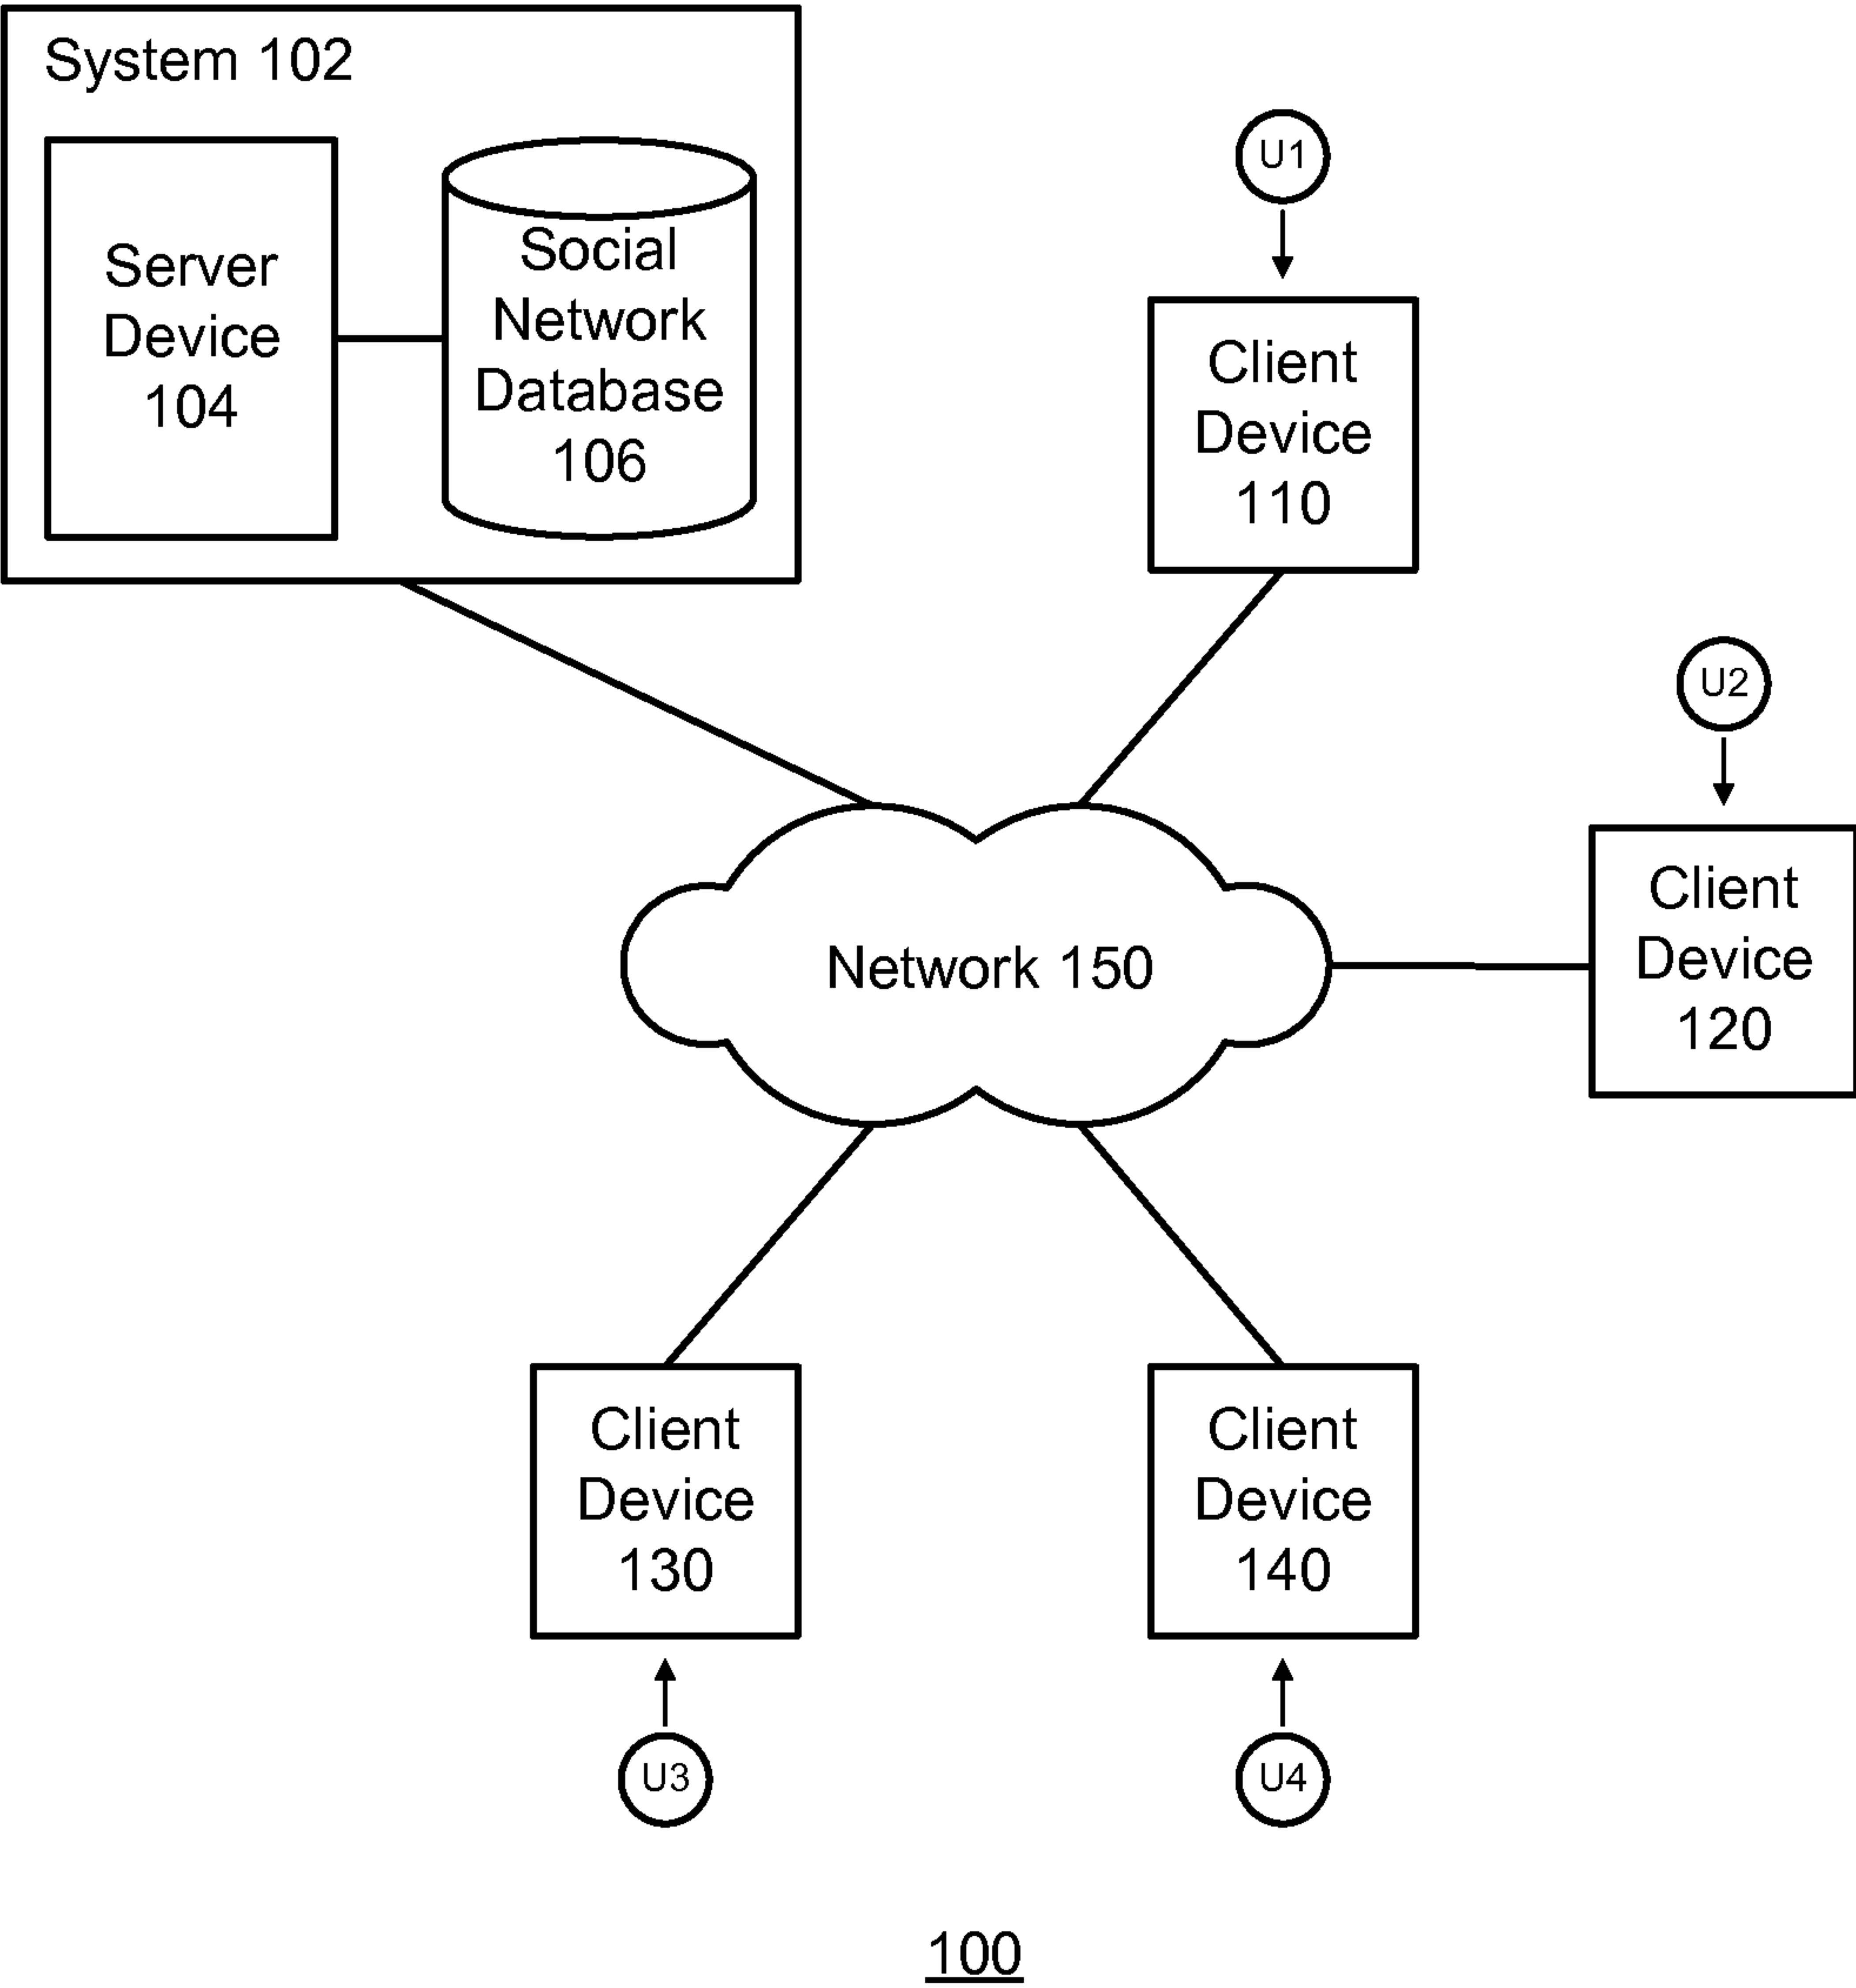 System 102
Server
Device
104
Social
Network
Database
106
U1
Client
Device
110
U2
Client
Device
120
Network 150
Client
Device
130
Client
Device
140
U3
U4
100